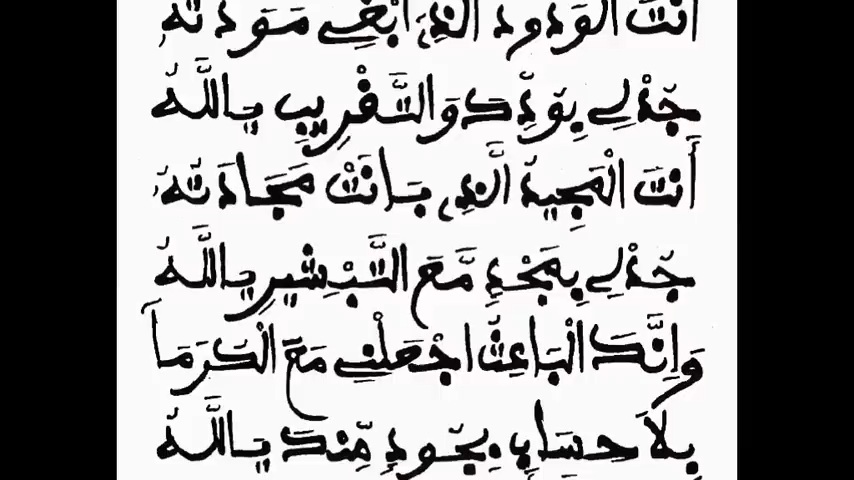 أَنْتَ الْوَدُودُ الَّذِي أَبْغِي مَوَدَّتَهُ
جُدْ لِي بِوُدِّكَ وَالتَّقْرِيبِ يَا اللَّهُ
أَنْتَ الْمَجِيدُ الَّذِي بَانَتْ مَجَادَتُهُ
جُدْ لِي بِمَجْدٍ مَّعَ التَّبْشِيرِ يَا اللَّهُ
وَإِنَّكَ الْبَاعِثُ اجْعَلْنِي مَعَ الْكُرَمَا
بِلَا حِسَابٍ بِجُودٍ مِّنْكَ يَا اللَّهُ